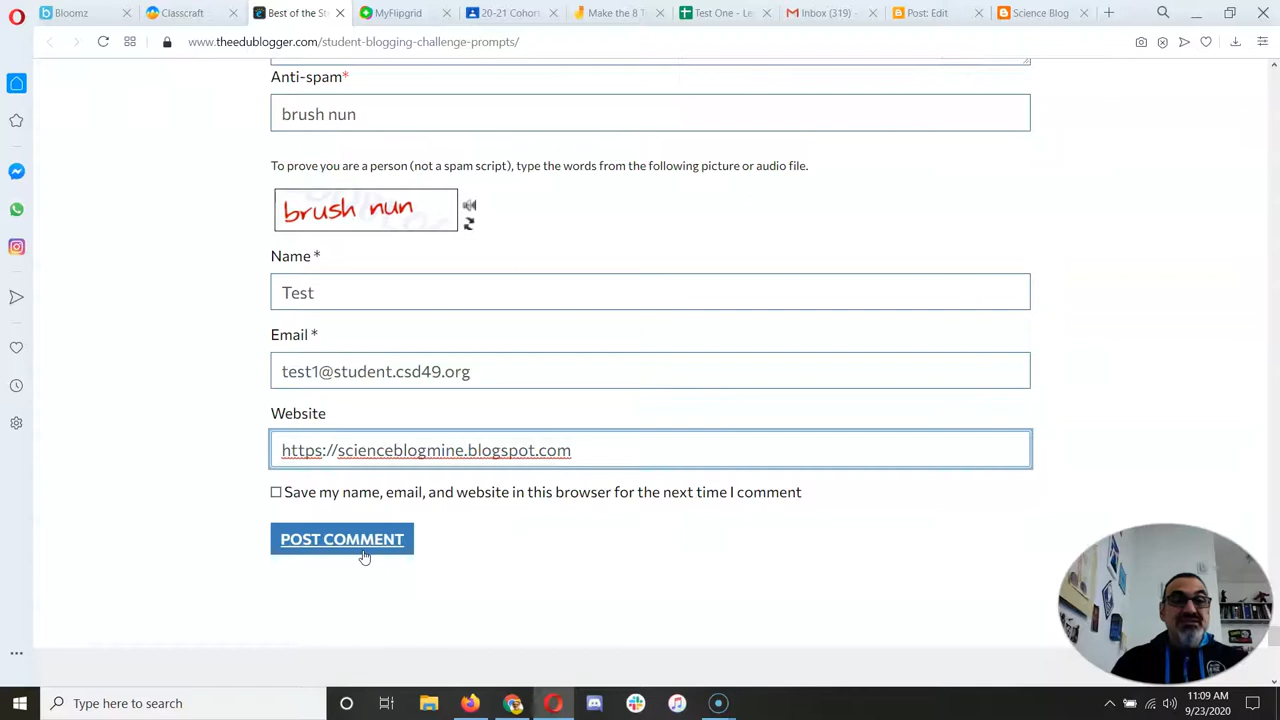 Bloomz
Classcraft
Best of the St
MyFlipgrid
20-21 Cohort
Make the 8 T
Test One - L
Inbox (319) -
Post: Edit
Science Blog
www.theedublogger.com/student-blogging-challenge-prompts/
Anti-spam*
brush nun
To prove you are a person (not a spam script), type the words from the following picture or audio file.
brush nun
Name *
Test
Email *
test1@student.csd49.org
Website
https://scienceblogmine.blogspot.com
Save my name, email, and website in this browser for the next time I comment
POST COMMENT
Type here to search
11:09 AM
9/23/2020